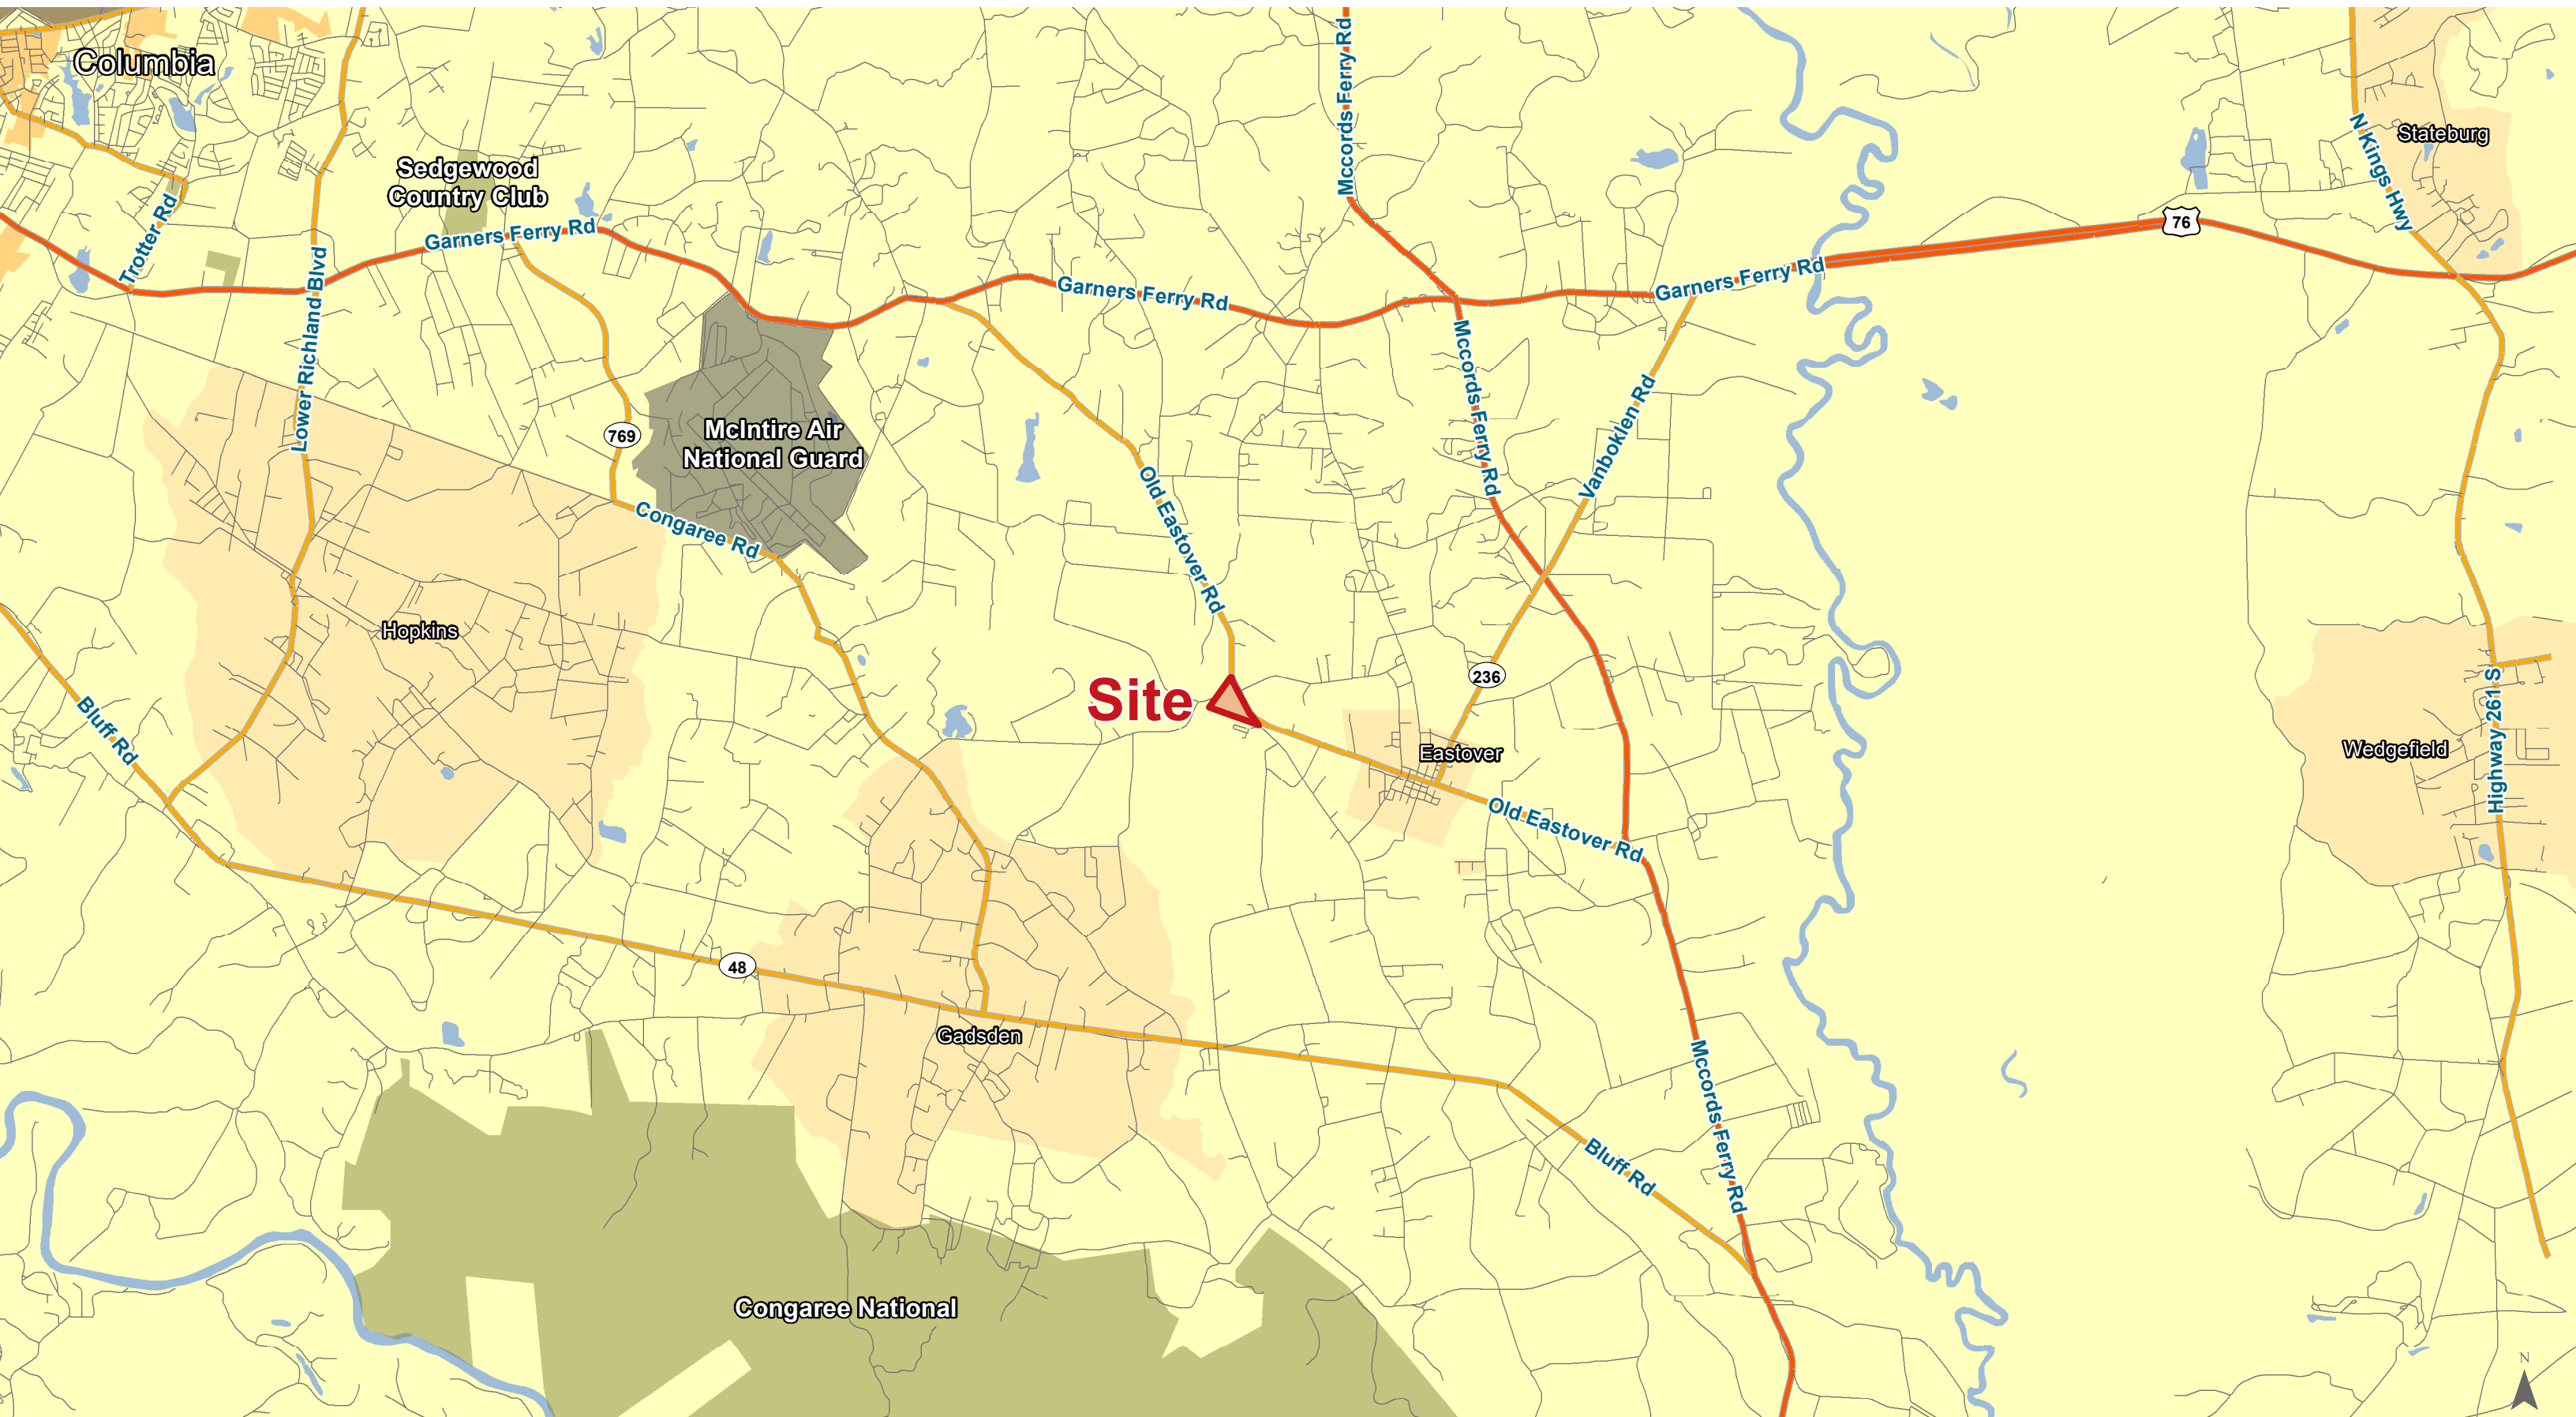 Mccords Ferry Rd
Columbia
N Kings Hwy
Stateburg
Sedgewood
Country Club
Trotter Rd
Garners Ferry Rd
76
Lower Richland Blvd
Garners Ferry Rd
Garners Ferry Rd
Mccords Ferry Rd
Vanboklen Rd
769
McIntire Air
National Guard
Congaree Rd
Old Eastover Rd
Hopkins
236
Site
Bluff Rd
Eastover
Wedgefield
Highway 261 S
Old Eastover Rd
48
Gadsden
Mccords Ferry Rd
Bluff Rd
Congaree National
N